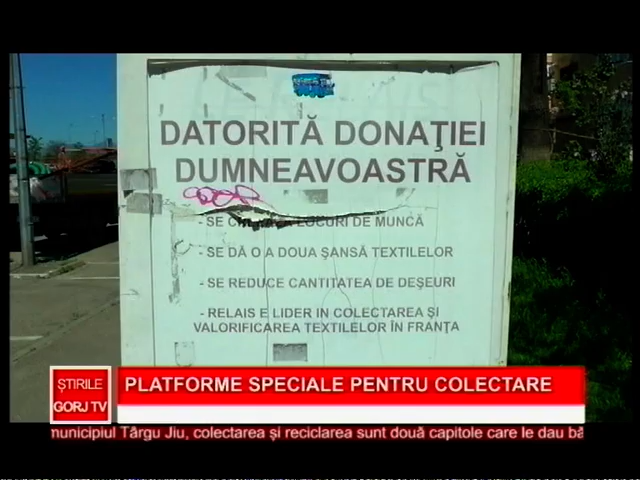 DATORITĂ DONAŢIEI
DUMNEAVOASTRĂ
- SE LOCURI DE MUNCĂ
- SE DĂ O A DOUA ŞANSĂ TEXTILELOR
- SE REDUCE CANTITATEA DE DEŞEURI
- RELAIS E LIDER IN COLECTAREA ŞI
VALORIFICAREA TEXTILELOR ÎN FRANŢA
ŞTIRILE
GORJ TV
PLATFORME SPECIALE PENTRU COLECTARE
municipiul Târgu Jiu, colectarea şi reciclarea sunt două capitole care le dau bă